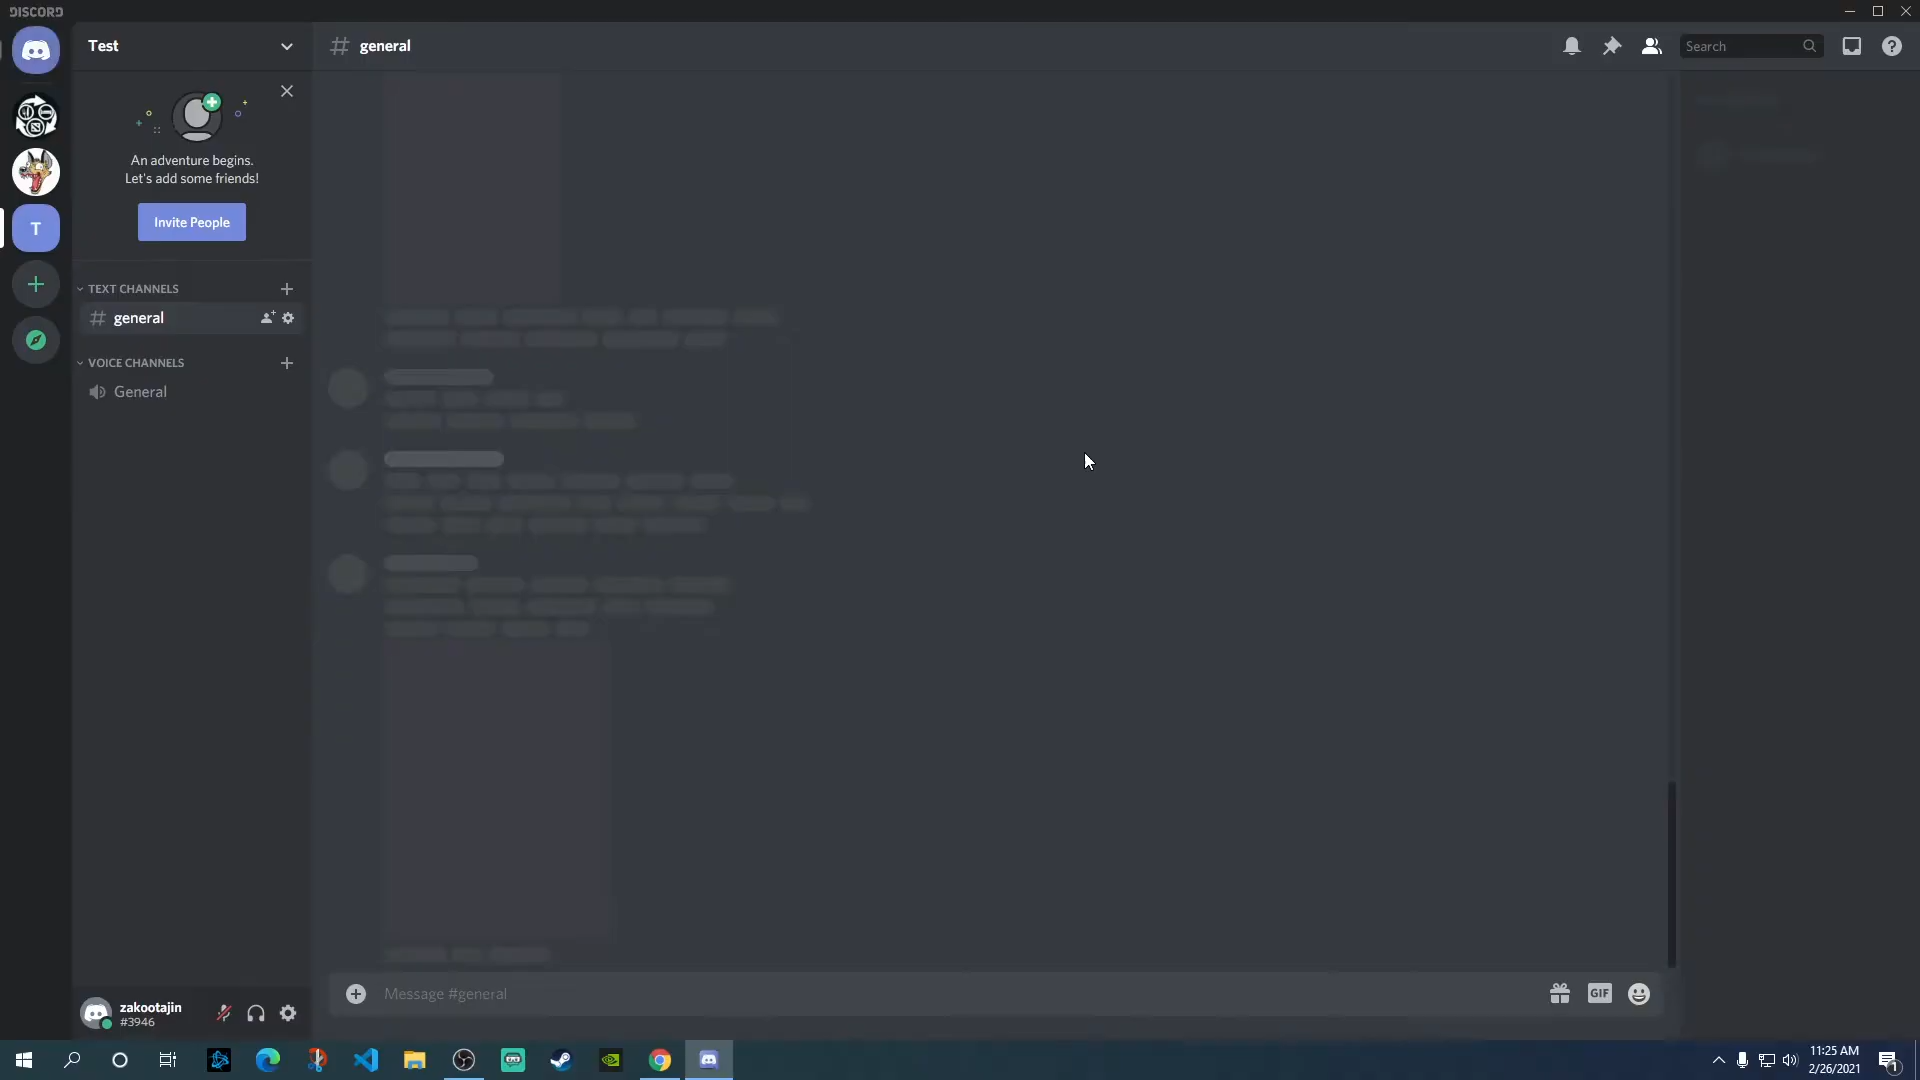 DISCORD
Test
general
Search
An adventure begins.
Let's add some friends!
Invite People
T
TEXT CHANNELS
general
VOICE CHANNELS
General
Message #general
GIF
zakootajin
#3946
11:25 AM
2/26/2021
1